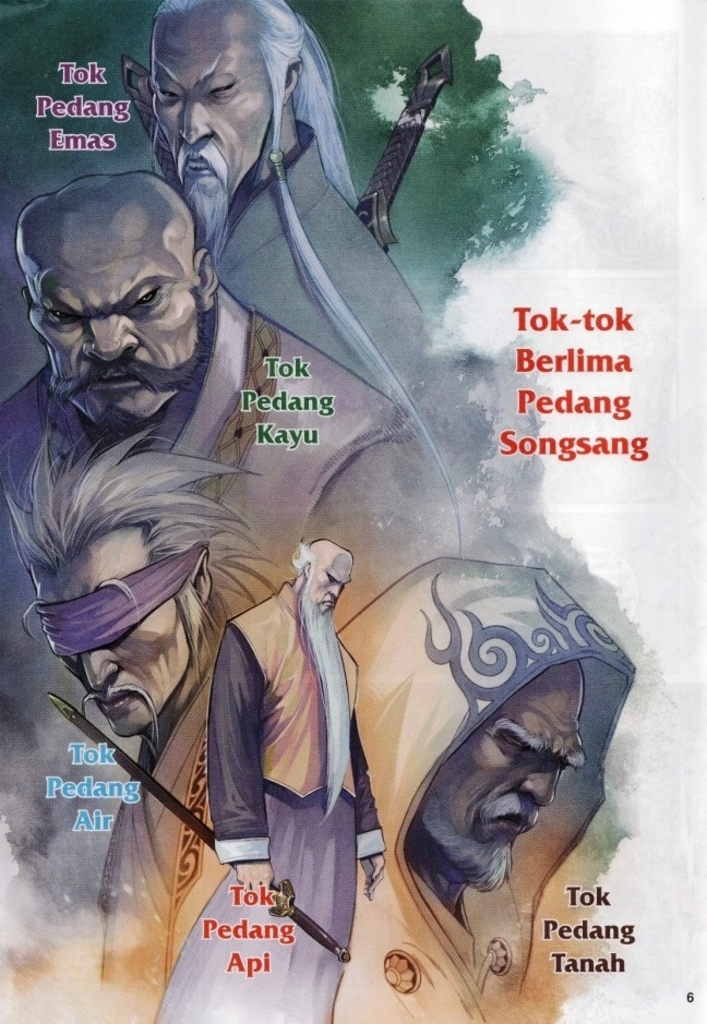 Tok
Pedang
Emas
Tok-tok
Berlima
Pedang
Songsang
Tok
Pedang
Kayu
Tok
Pedang
Air
Tok
Pedang
Api
Tok
Pedang
Tanah
6